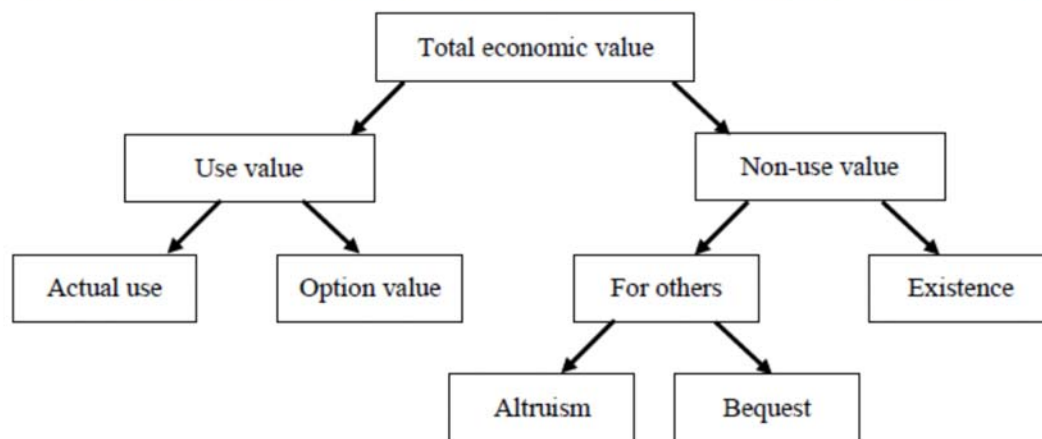 Total economic value
Use value
Non-use value
Actual use
Option value
For others
Existence
Altruism
Bequest